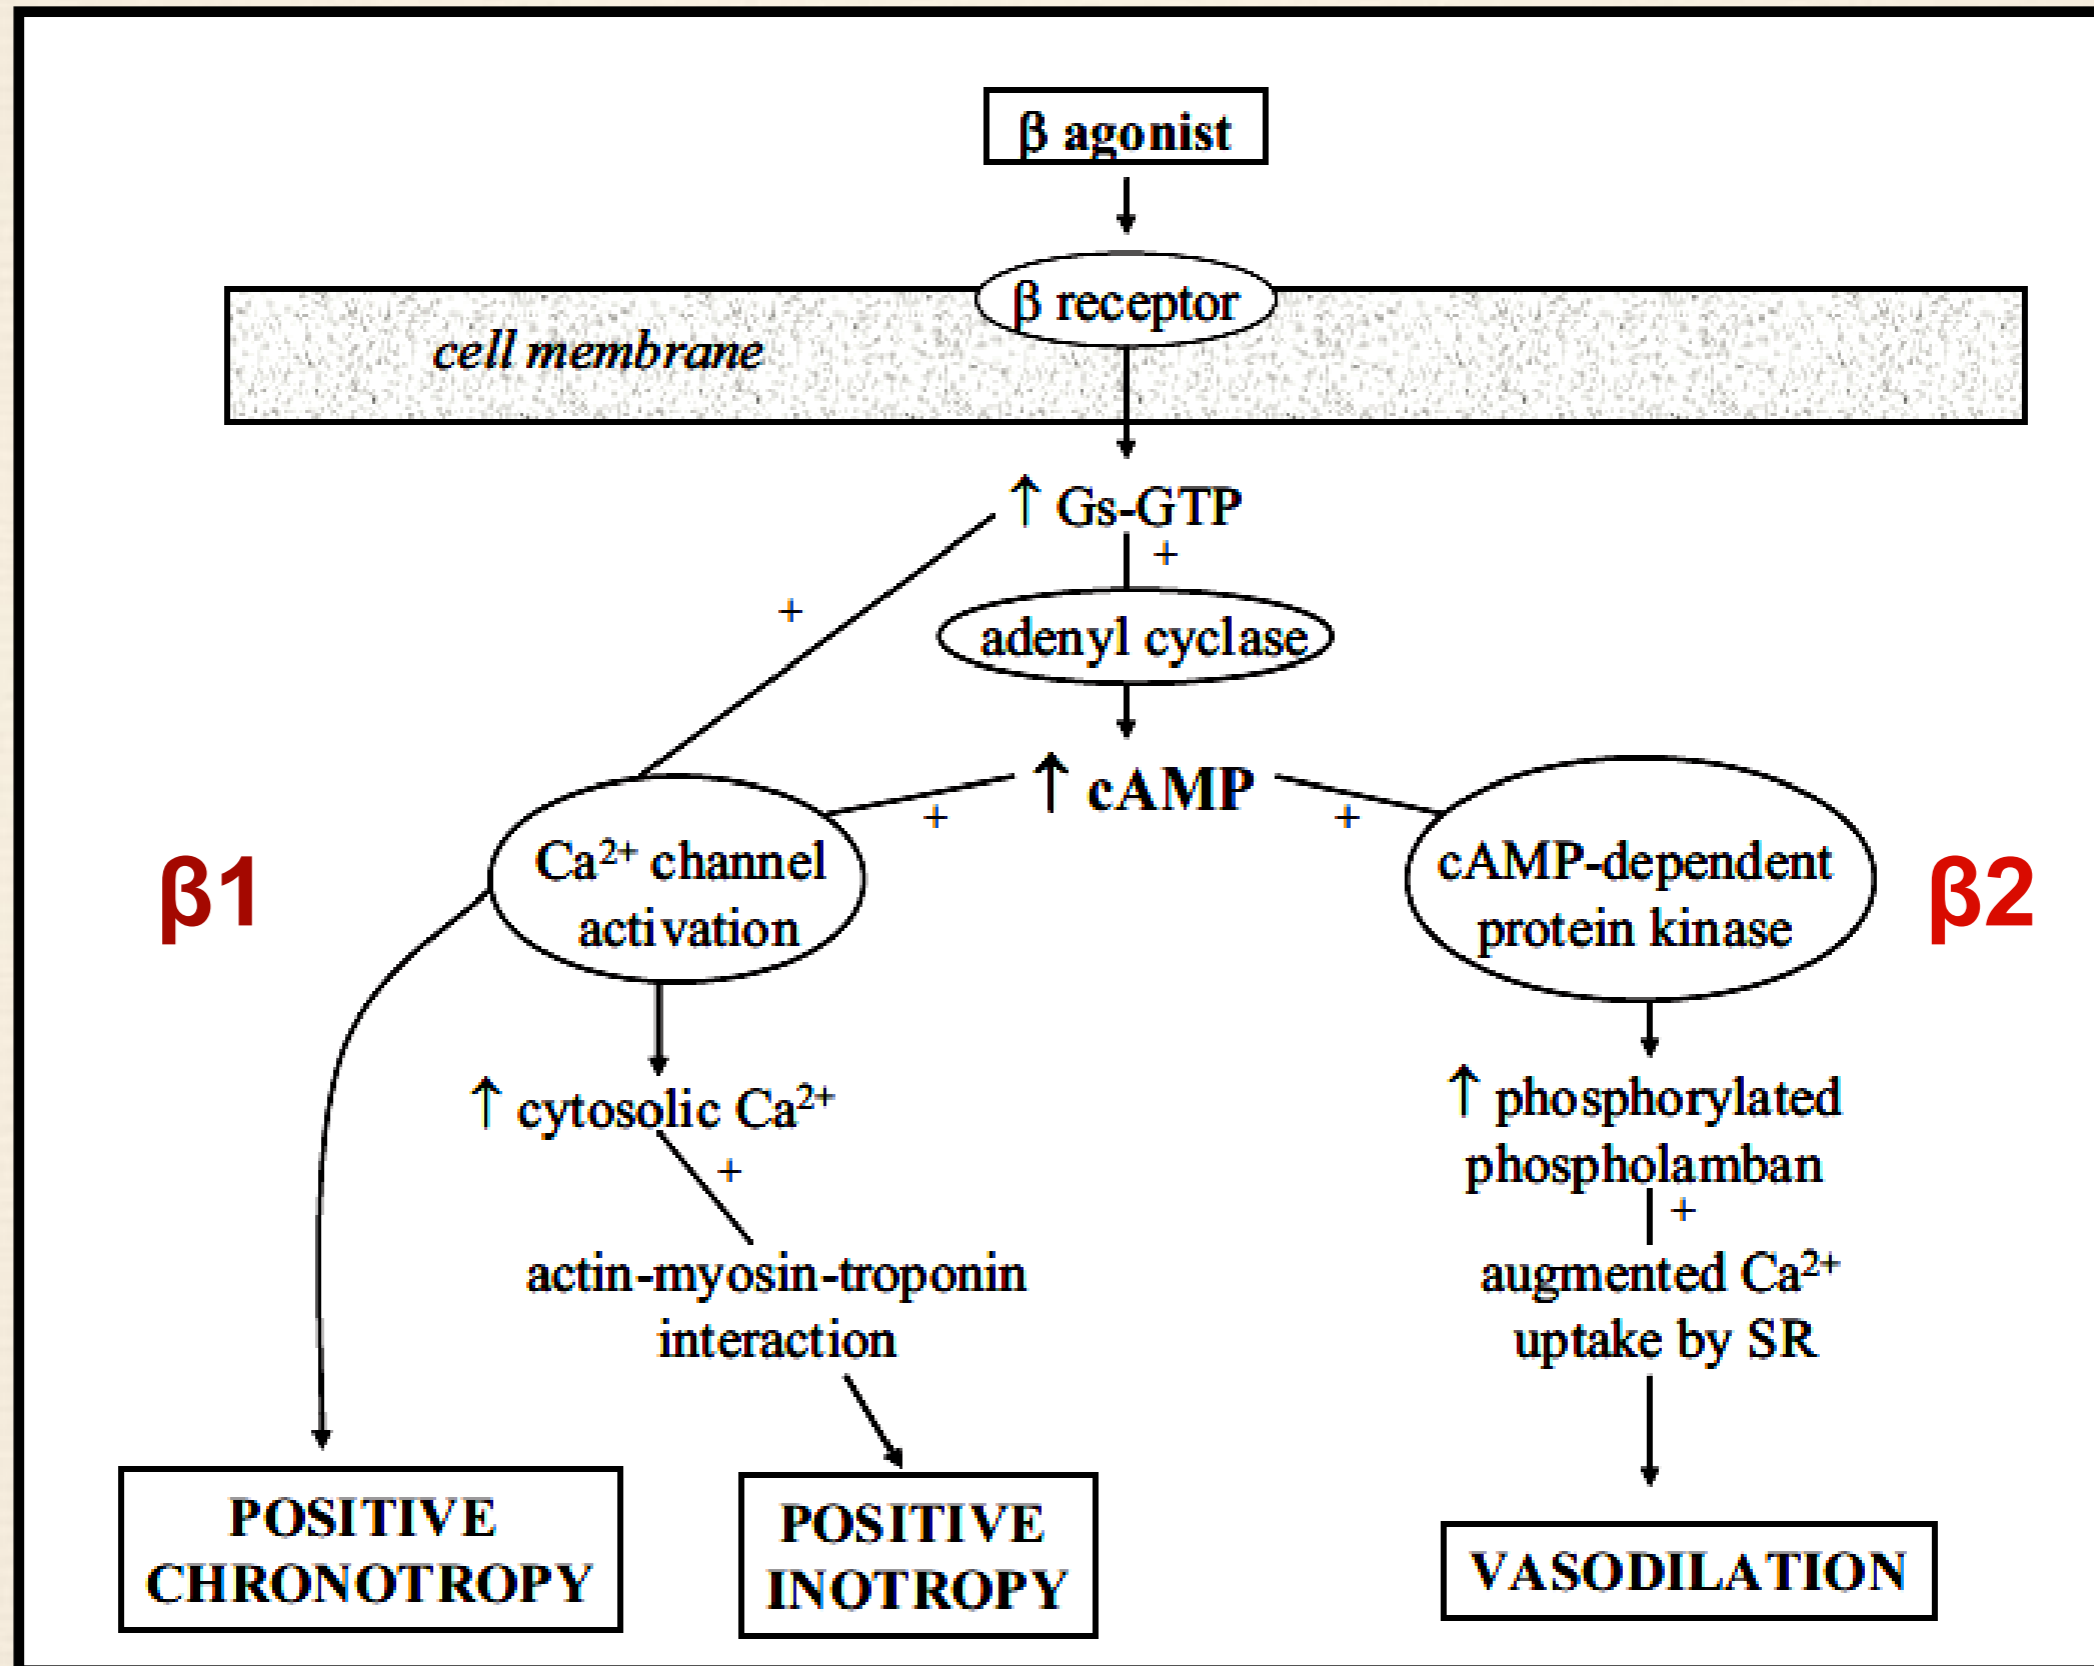 β agonist
β receptor
cell membrane
↑ Gs-GTP
+
+
adenyl cyclase
↑ cAMP
+
+
β1
Ca²⁺ channel
activation
cAMP-dependent
protein kinase
β2
↑ cytosolic Ca²⁺
+
↑ phosphorylated
phospholamban
+
actin-myosin-troponin
interaction
augmented Ca²⁺
uptake by SR
POSITIVE
CHRONOTROPY
POSITIVE
INOTROPY
VASODILATION